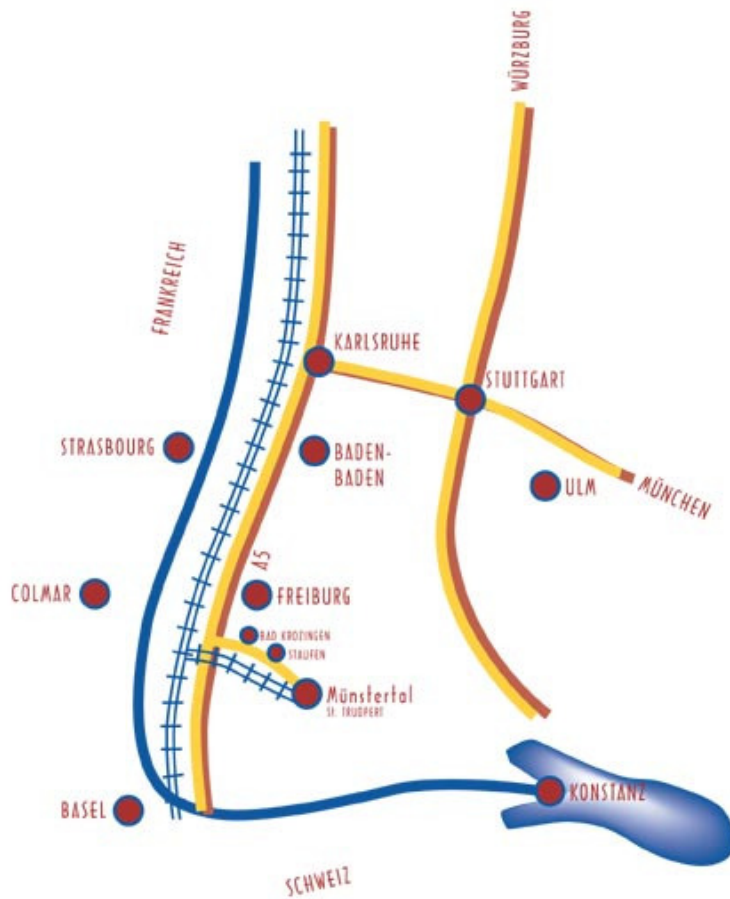 WÜRZBURG
FRANKREICH
KARLSRUHE
STUTTGART
STRASBOURG
BADEN-
BADEN
ULM
MÜNCHEN
A5
COLMAR
FREIBURG
BAD KROZINGEN
STAUFEN
Münstertal
St. TRUDPERT
BASEL
KONSTANZ
SCHWEIZ